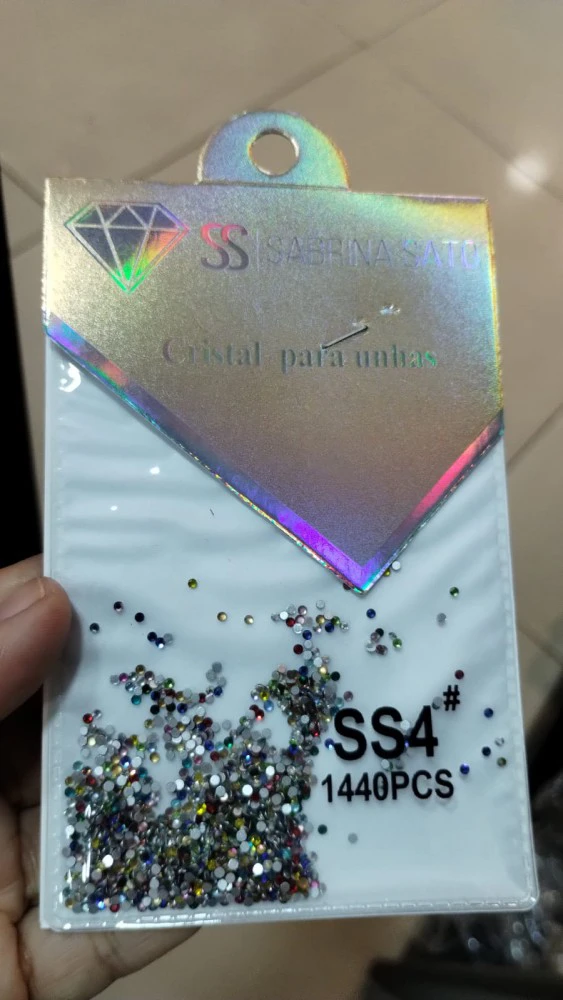 SS | SABRINA SATO
Cristal para unhas
SS4#
1440PCS